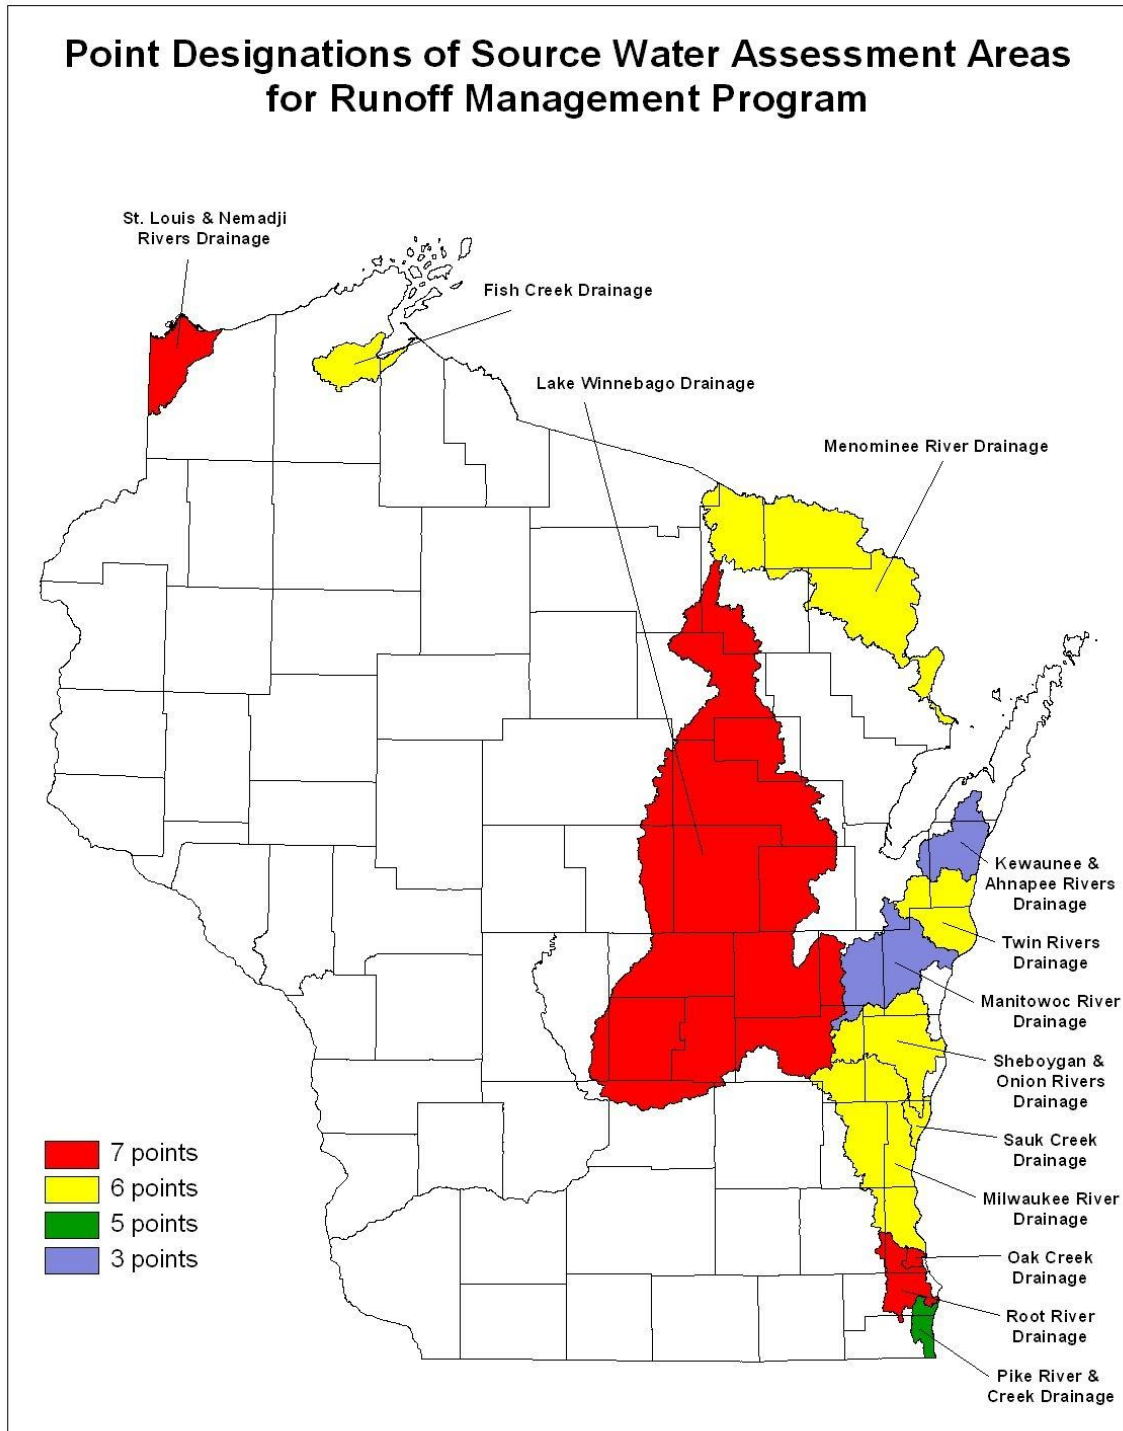 Point Designations of Source Water Assessment Areas
for Runoff Management Program
St. Louis & Nemadji
Rivers Drainage
Fish Creek Drainage
Lake Winnebago Drainage
Menominee River Drainage
Kewaunee &
Ahnapee Rivers
Drainage
Twin Rivers
Drainage
Manitowoc River
Drainage
Sheboygan &
Onion Rivers
Drainage
Sauk Creek
Drainage
Milwaukee River
Drainage
Oak Creek
Drainage
Root River
Drainage
Pike River &
Creek Drainage
7 points
6 points
5 points
3 points